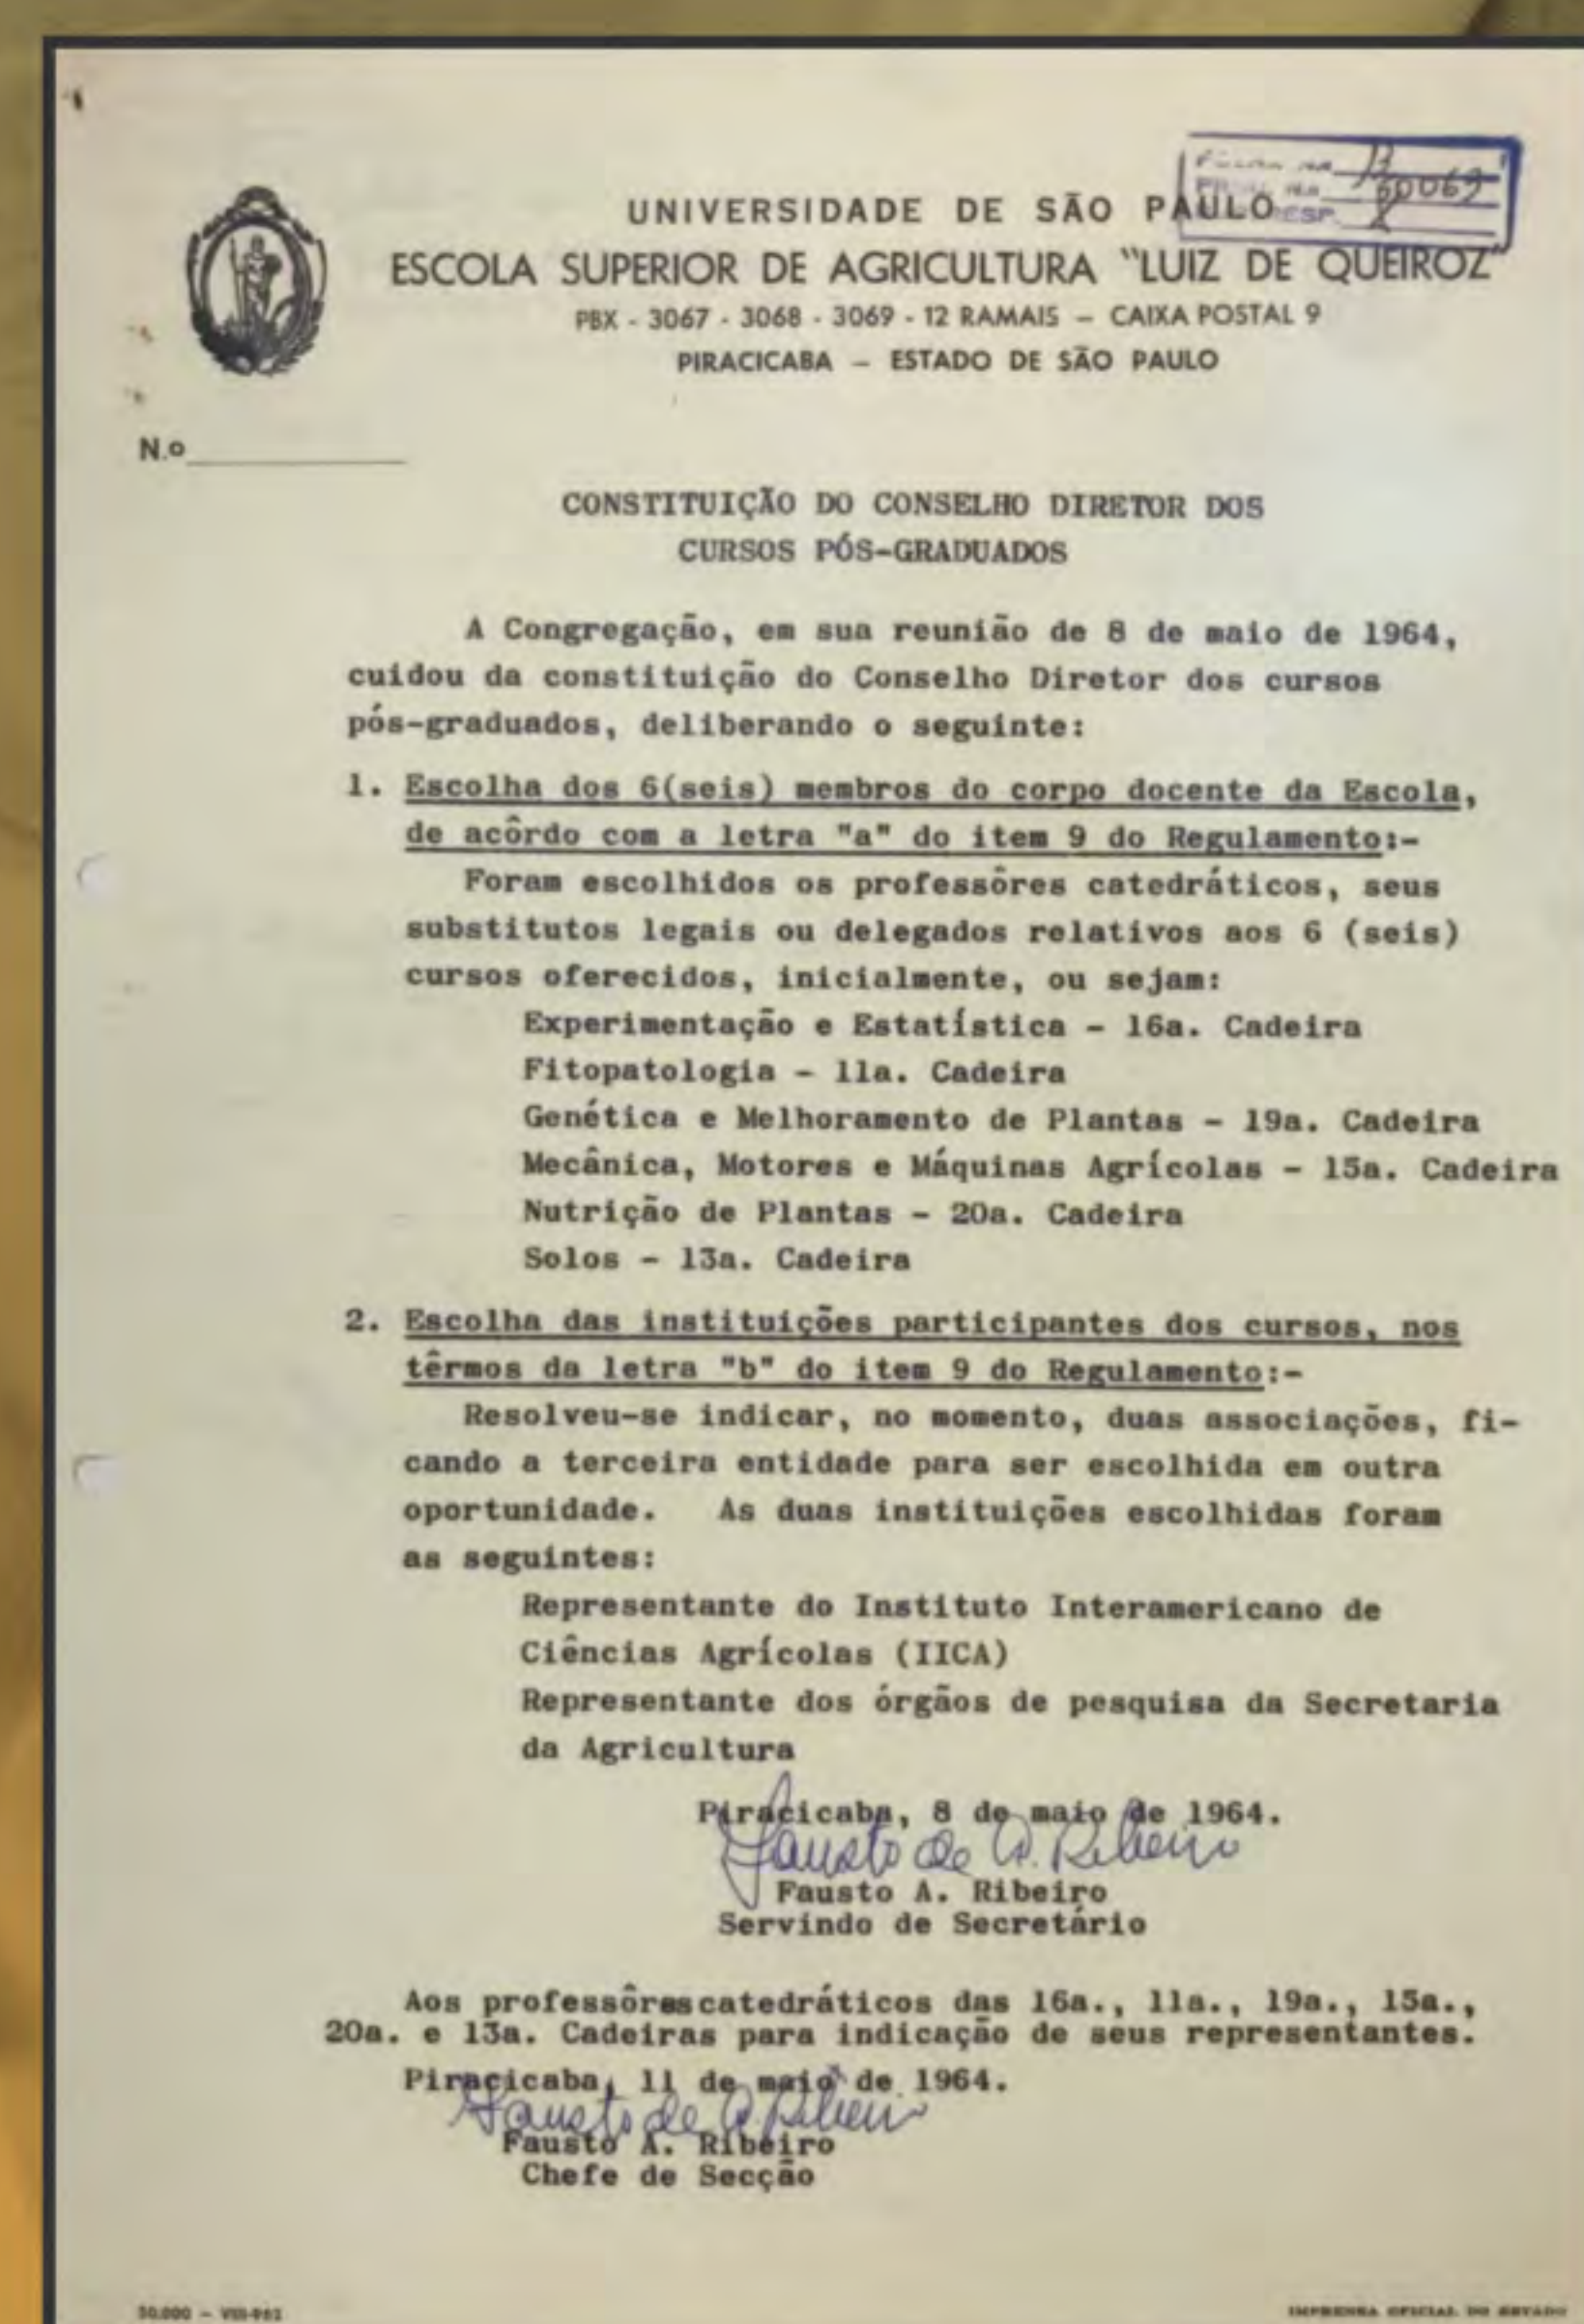 UNIVERSIDADE DE SÃO PAULO
ESCOLA SUPERIOR DE AGRICULTURA "LUIZ DE QUEIROZ"
PBX - 3067 - 3068 - 3069 - 12 RAMAIS — CAIXA POSTAL 9
PIRACICABA — ESTADO DE SÃO PAULO
N.o
CONSTITUIÇÃO DO CONSELHO DIRETOR DOS
CURSOS PÓS-GRADUADOS
A Congregação, em sua reunião de 8 de maio de 1964,
cuidou da constituição do Conselho Diretor dos cursos
pós-graduados, deliberando o seguinte:
1. Escolha dos 6(seis) membros do corpo docente da Escola,
de acôrdo com a letra "a" do item 9 do Regulamento:-
Foram escolhidos os professôres catedráticos, seus
substitutos legais ou delegados relativos aos 6 (seis)
cursos oferecidos, inicialmente, ou sejam:
Experimentação e Estatística - 16a. Cadeira
Fitopatologia - 11a. Cadeira
Genética e Melhoramento de Plantas - 19a. Cadeira
Mecânica, Motores e Máquinas Agrícolas - 15a. Cadeira
Nutrição de Plantas - 20a. Cadeira
Solos - 13a. Cadeira
2. Escolha das instituições participantes dos cursos, nos
têrmos da letra "b" do item 9 do Regulamento:-
Resolveu-se indicar, no momento, duas associações, fi-
cando a terceira entidade para ser escolhida em outra
oportunidade. As duas instituições escolhidas foram
as seguintes:
Representante do Instituto Interamericano de
Ciências Agrícolas (IICA)
Representante dos órgãos de pesquisa da Secretaria
da Agricultura
Piracicaba, 8 de maio de 1964.
Fausto de A. Ribeiro
Fausto A. Ribeiro
Servindo de Secretário
Aos professôres catedráticos das 16a., 11a., 19a., 15a.,
20a. e 13a. Cadeiras para indicação de seus representantes.
Piracicaba, 11 de maio de 1964.
Fausto de A. Ribeiro
Fausto A. Ribeiro
Chefe de Secção
IMPRENSA OFICIAL DO ESTADO